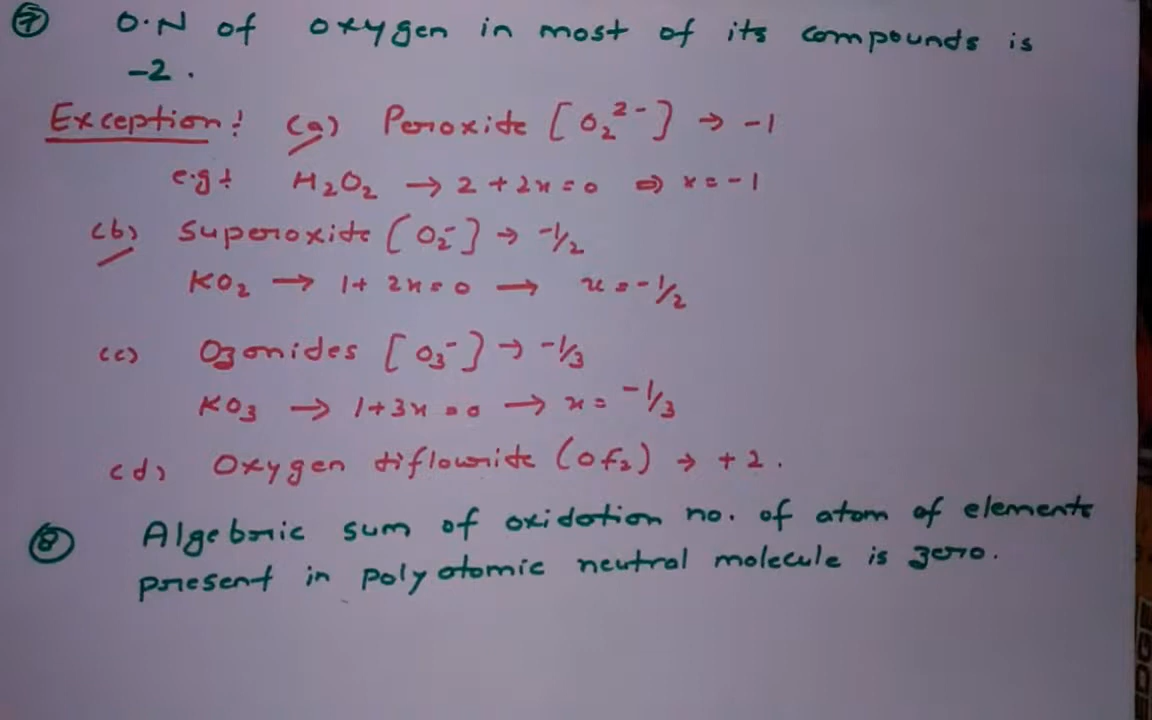 ⑦ O.N of oxygen in most of its compounds is
-2.
Exception: (a) Peroxide [O₂²⁻] → -1
e.g: H₂O₂ → 2 + 2x = 0 ⇒ x = -1
(b) Superoxide [O₂⁻] → -1/2
KO₂ → 1 + 2x = 0 → x = -1/2
(c) Ozonides [O₃⁻] → -1/3
KO₃ → 1 + 3x = 0 → x = -1/3
(d) Oxygen diflouride (OF₂) → +2.
⑧ Algebric sum of oxidation no. of atom of elements
present in polyatomic neutral molecule is zero.
EDGE